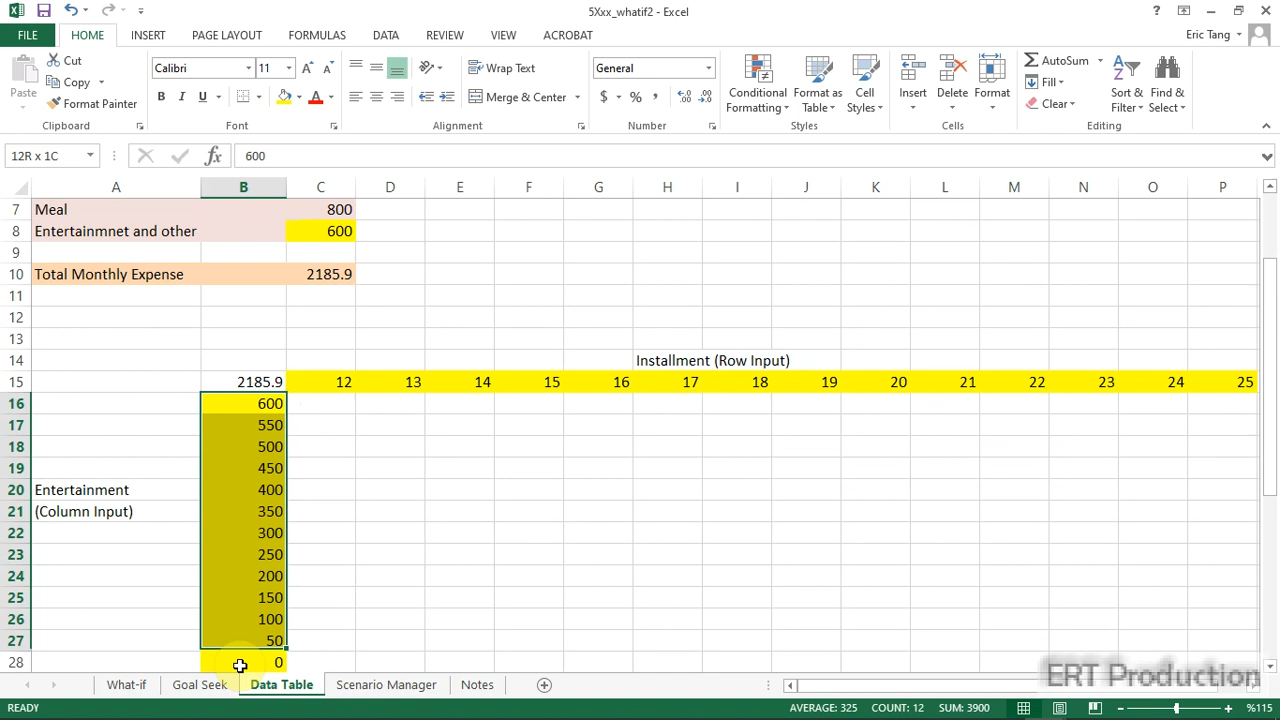 5Xxx_whatif2 - Excel
?
FILE HOME INSERT PAGE LAYOUT FORMULAS DATA REVIEW VIEW ACROBAT Eric Tang
Paste Cut Copy Format Painter Clipboard
Calibri 11 B I U A Font
Wrap Text Merge & Center Alignment
General $ % , Number
Conditional Formatting Format as Table Cell Styles Styles
Insert Delete Format Cells
AutoSum Fill Clear Sort & Filter Find & Select Editing
12R x 1C fx 600
A B C D E F G H I J K L M N O P
7 Meal 800
8 Entertainmnet and other 600
9
10 Total Monthly Expense 2185.9
11
12
13
14 Installment (Row Input)
15 2185.9 12 13 14 15 16 17 18 19 20 21 22 23 24 25
16 600
17 550
18 500
19 450
20 Entertainment 400
21 (Column Input) 350
22 300
23 250
24 200
25 150
26 100
27 50
28 0
ERT Production
What-if Goal Seek Data Table Scenario Manager Notes
READY AVERAGE: 325 COUNT: 12 SUM: 3900 %115